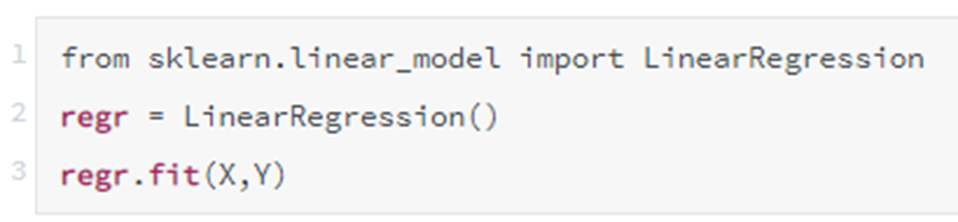 1 from sklearn.linear_model import LinearRegression
2 regr = LinearRegression()
3 regr.fit(X,Y)